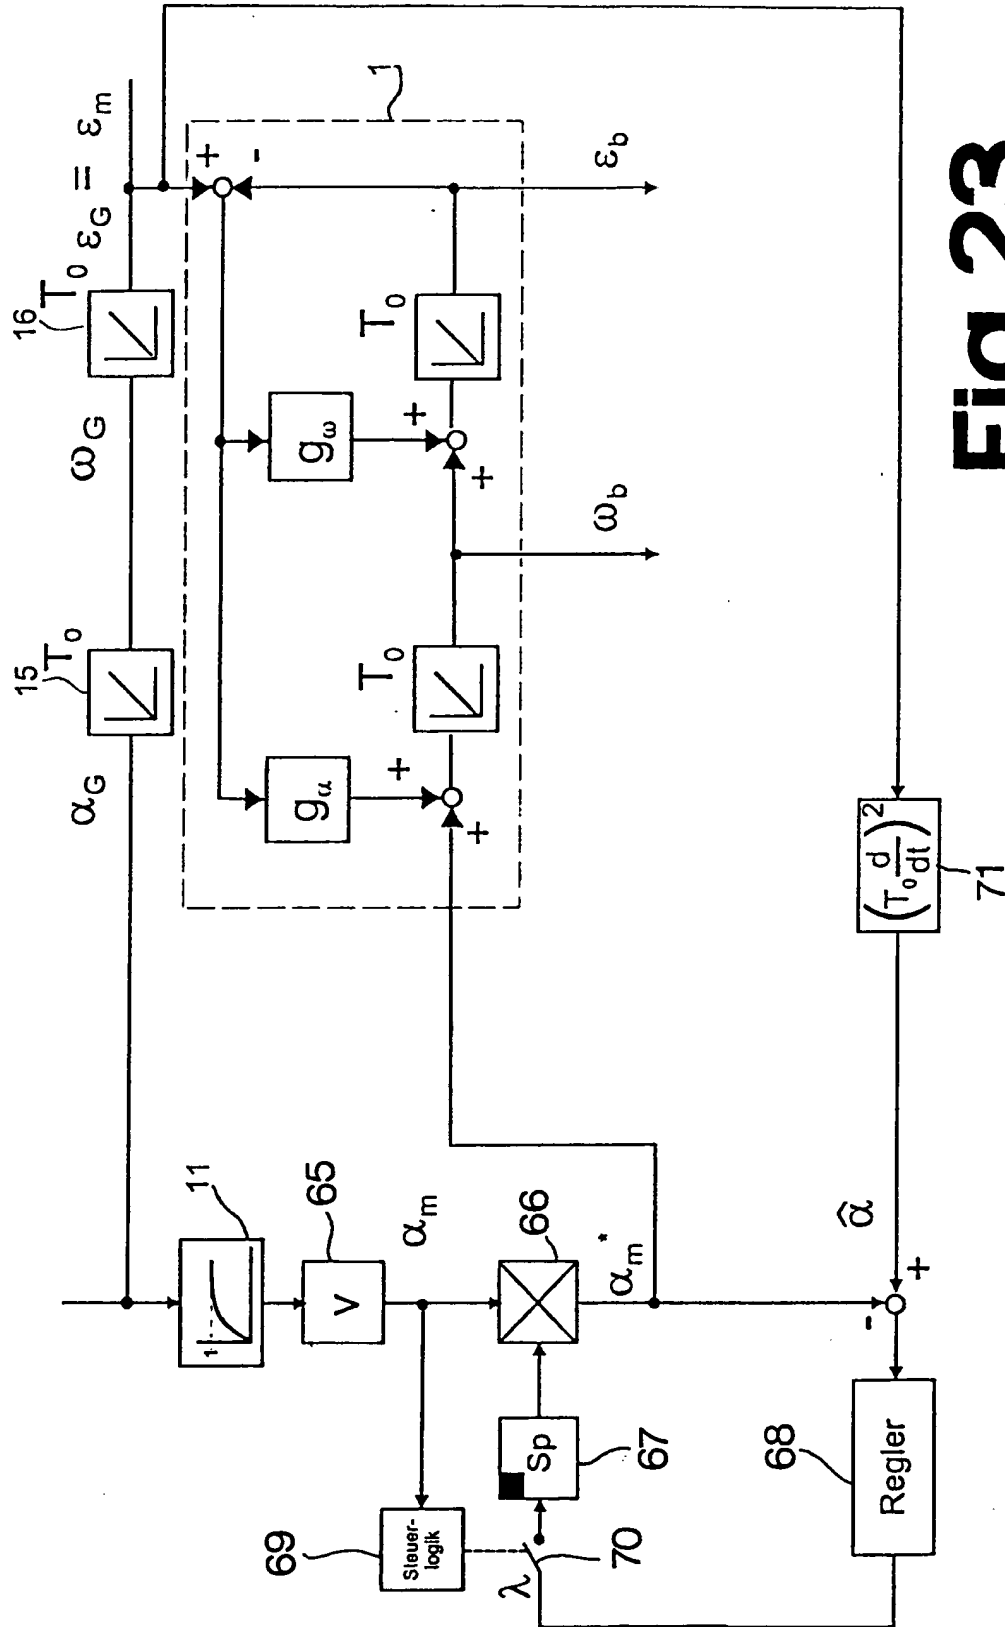 α_G
15
T_0
ω_G
16
T_0
ε_G = ε_m
1
g_α
+
+
T_0
g_ω
+
+
T_0
+
-
ω_b
ε_b
11
1
V
65
α_m
66
α_m*
69
Steuer-
logik
λ
70
Sp
67
68
Regler
-
+
α̂
(T_0 d/dt)²
71
Fig 23